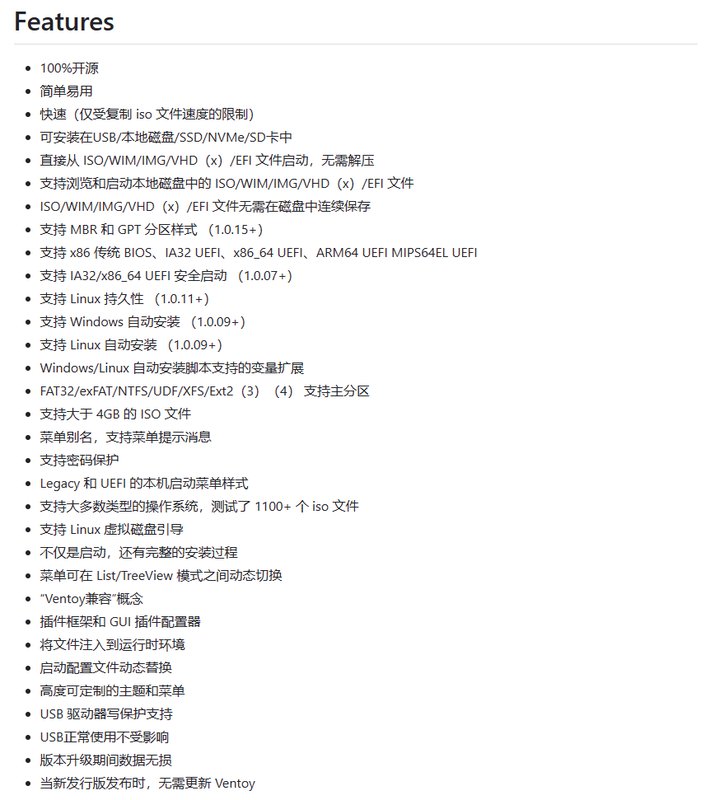 Features
100%开源
简单易用
快速（仅受复制 iso 文件速度的限制）
可安装在USB/本地磁盘/SSD/NVMe/SD卡中
直接从 ISO/WIM/IMG/VHD（x）/EFI 文件启动，无需解压
支持浏览和启动本地磁盘中的 ISO/WIM/IMG/VHD（x）/EFI 文件
ISO/WIM/IMG/VHD（x）/EFI 文件无需在磁盘中连续保存
支持 MBR 和 GPT 分区样式 （1.0.15+）
支持 x86 传统 BIOS、IA32 UEFI、x86_64 UEFI、ARM64 UEFI MIPS64EL UEFI
支持 IA32/x86_64 UEFI 安全启动 （1.0.07+）
支持 Linux 持久性 （1.0.11+）
支持 Windows 自动安装 （1.0.09+）
支持 Linux 自动安装 （1.0.09+）
Windows/Linux 自动安装脚本支持的变量扩展
FAT32/exFAT/NTFS/UDF/XFS/Ext2（3）（4） 支持主分区
支持大于 4GB 的 ISO 文件
菜单别名，支持菜单提示消息
支持密码保护
Legacy 和 UEFI 的本机启动菜单样式
支持大多数类型的操作系统，测试了 1100+ 个 iso 文件
支持 Linux 虚拟磁盘引导
不仅是启动，还有完整的安装过程
菜单可在 List/TreeView 模式之间动态切换
“Ventoy兼容”概念
插件框架和 GUI 插件配置器
将文件注入到运行时环境
启动配置文件动态替换
高度可定制的主题和菜单
USB 驱动器写保护支持
USB正常使用不受影响
版本升级期间数据无损
当新发行版发布时，无需更新 Ventoy